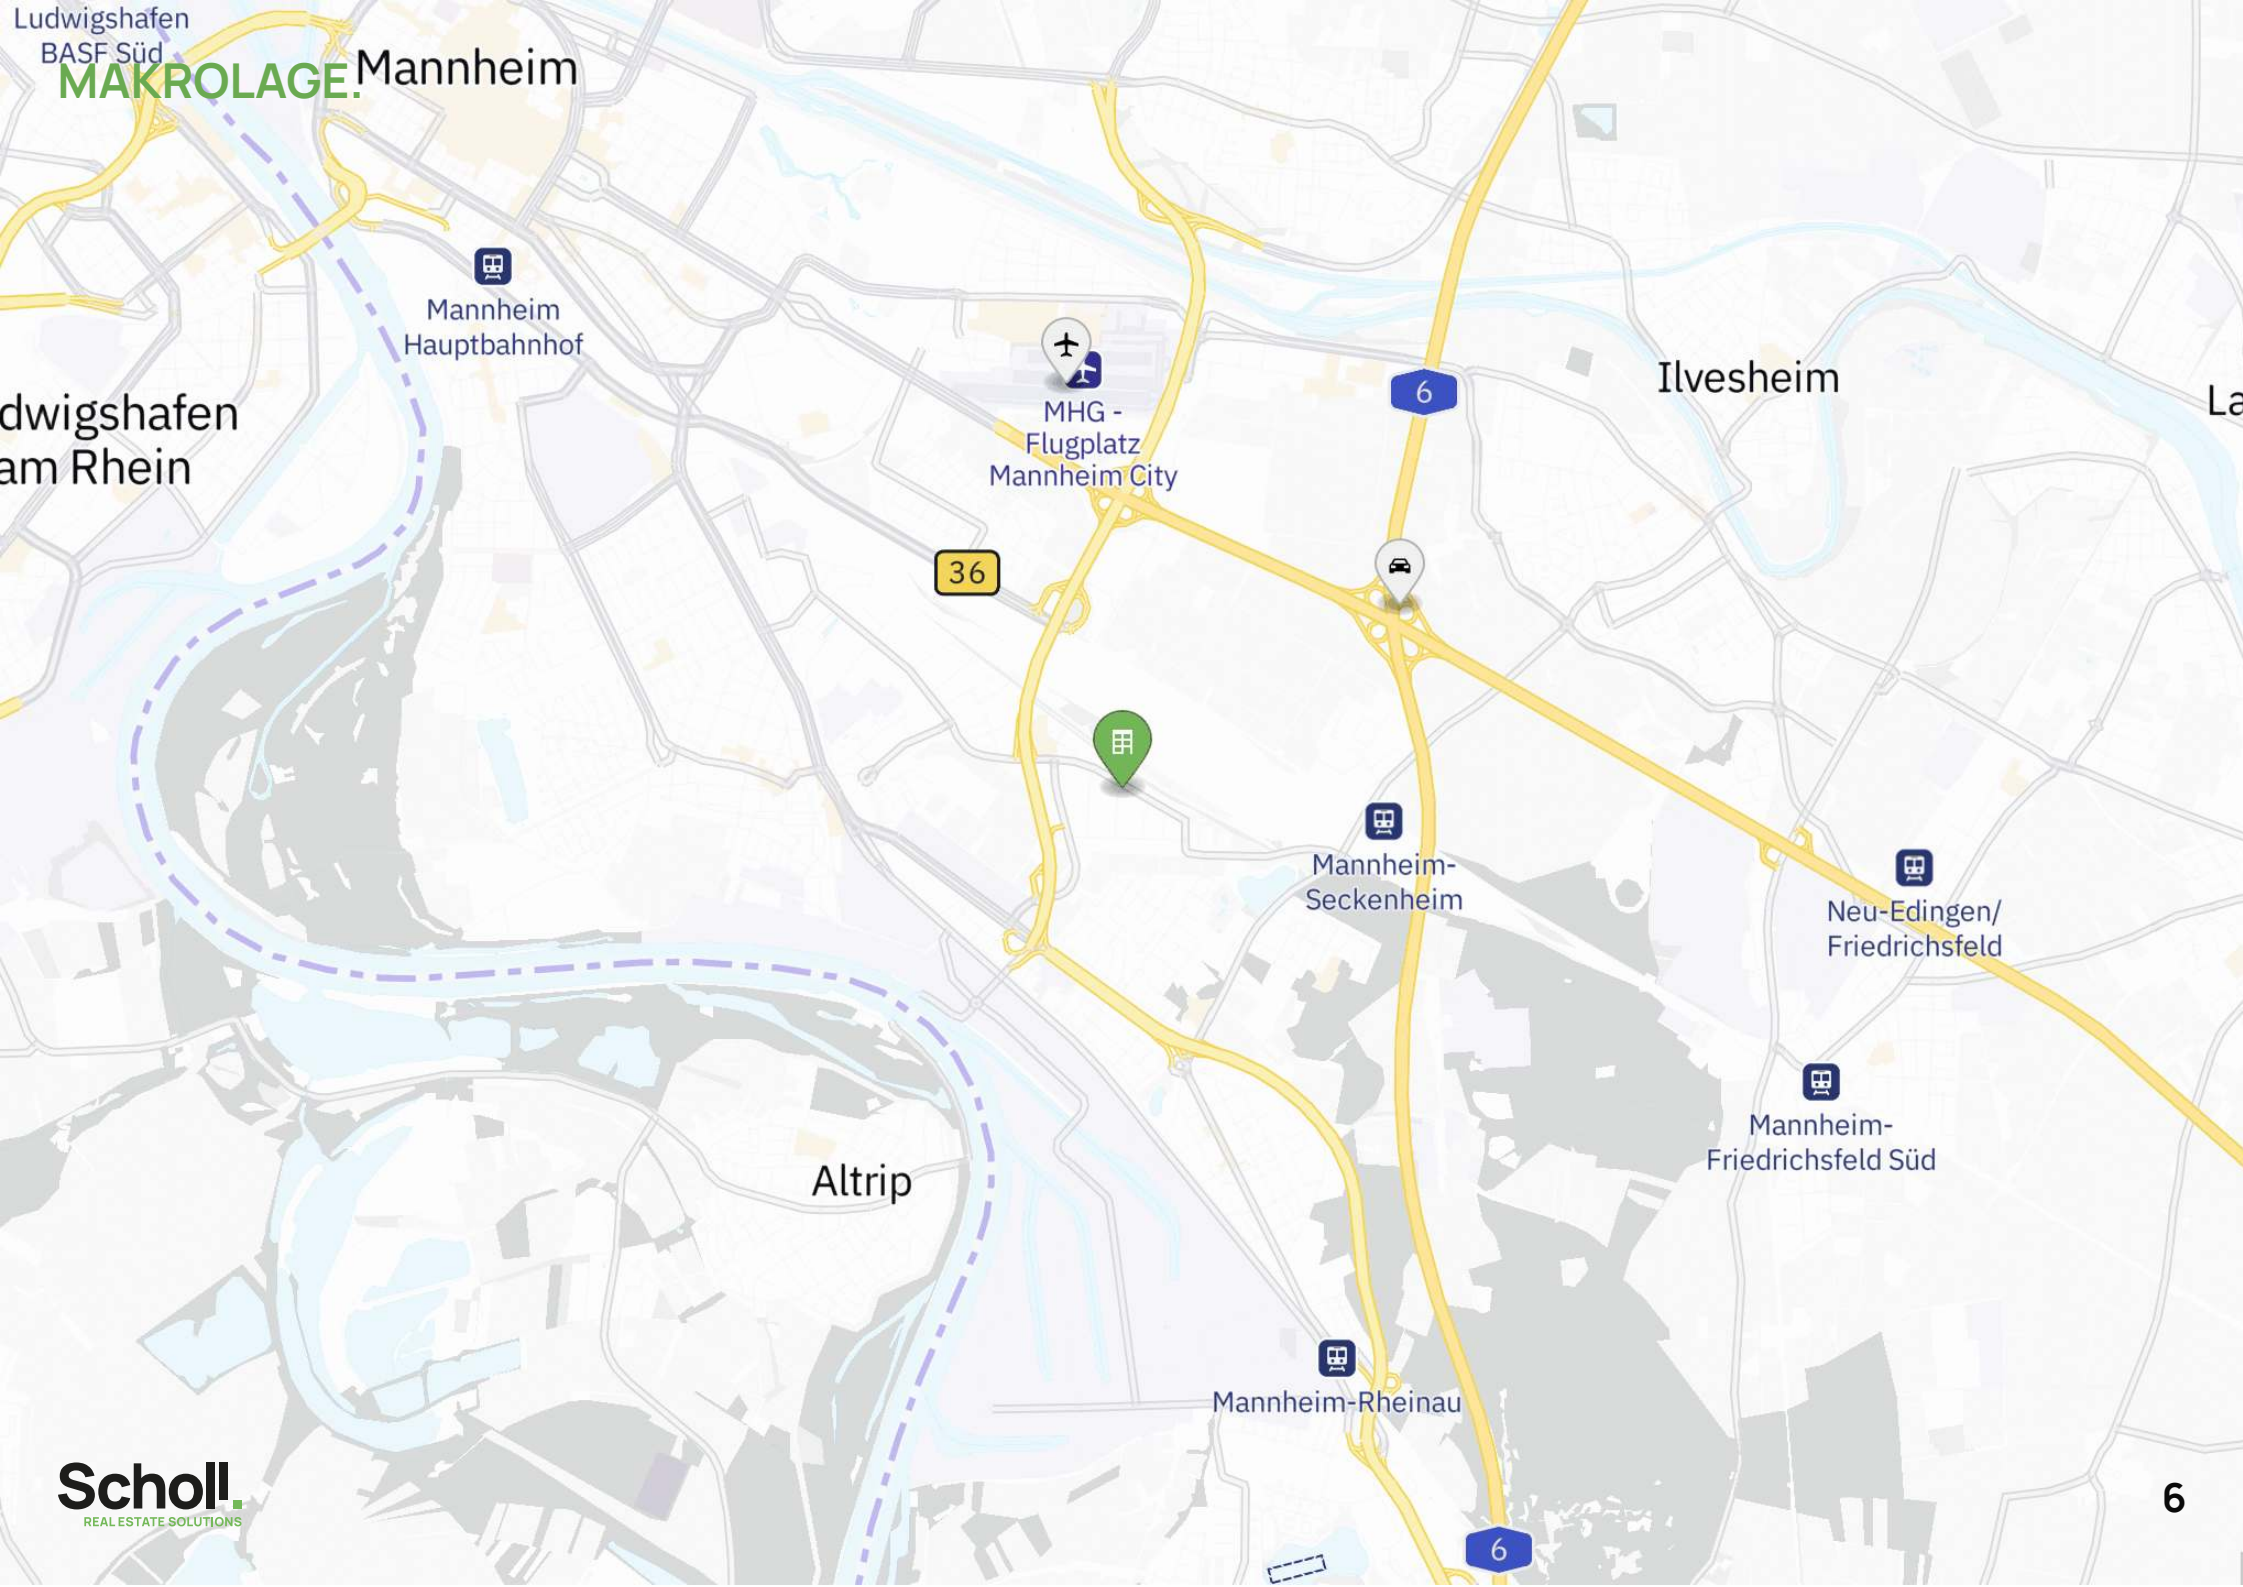 Ludwigshafen
BASF Süd
MAKROLAGE.
Mannheim
Mannheim
Hauptbahnhof
dwigshafen
am Rhein
MHG -
Flugplatz
Mannheim City
6
Ilvesheim
La
36
Mannheim-
Seckenheim
Neu-Edingen/
Friedrichsfeld
Mannheim-
Friedrichsfeld Süd
Altrip
Mannheim-Rheinau
Scholl.
REAL ESTATE SOLUTIONS
6
6